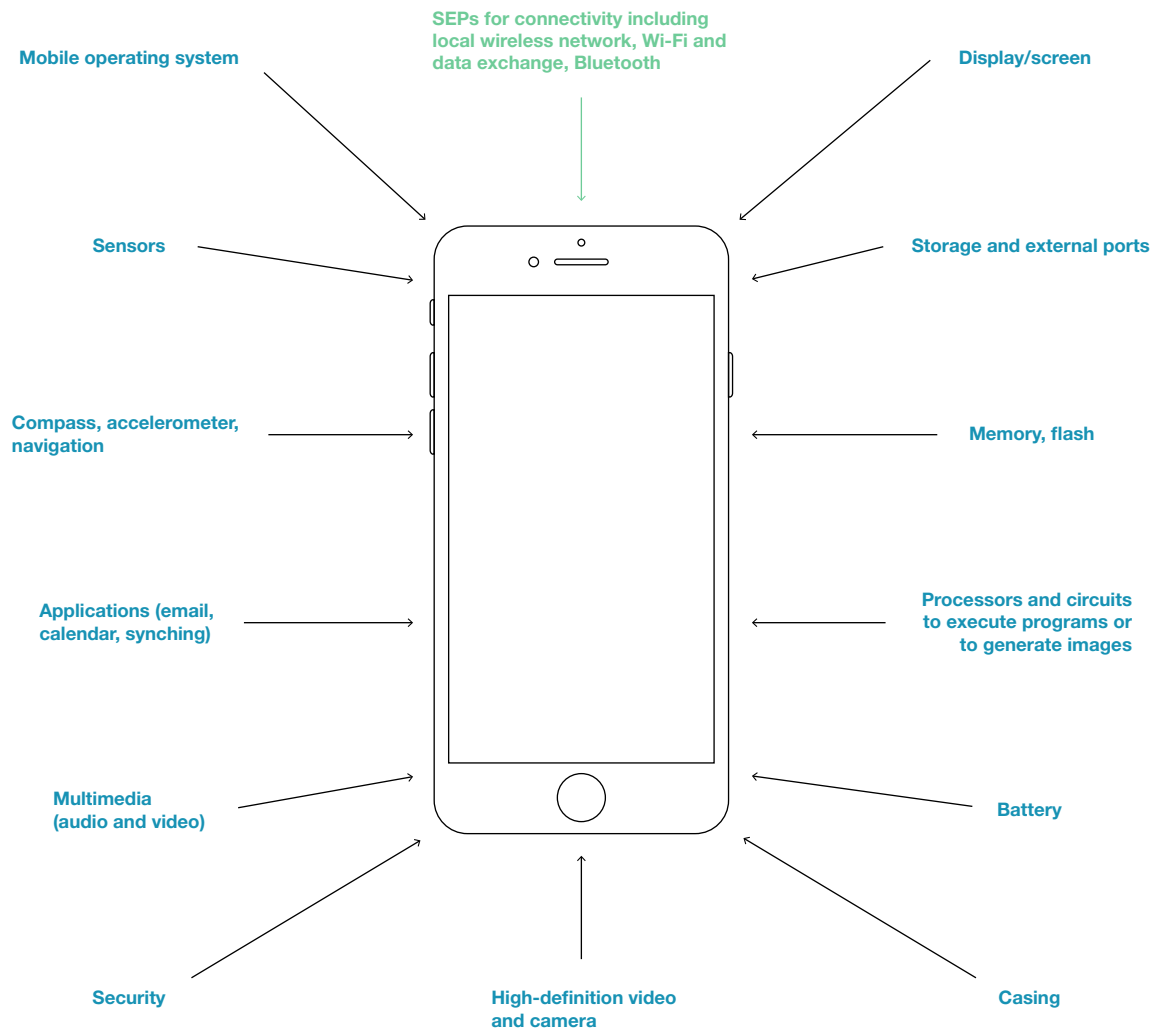 SEPs for connectivity including
local wireless network, Wi-Fi and
data exchange, Bluetooth
Mobile operating system
Display/screen
Sensors
Storage and external ports
Compass, accelerometer,
navigation
Memory, flash
Applications (email,
calendar, synching)
Processors and circuits
to execute programs or
to generate images
Multimedia
(audio and video)
Battery
Security
High-definition video
and camera
Casing